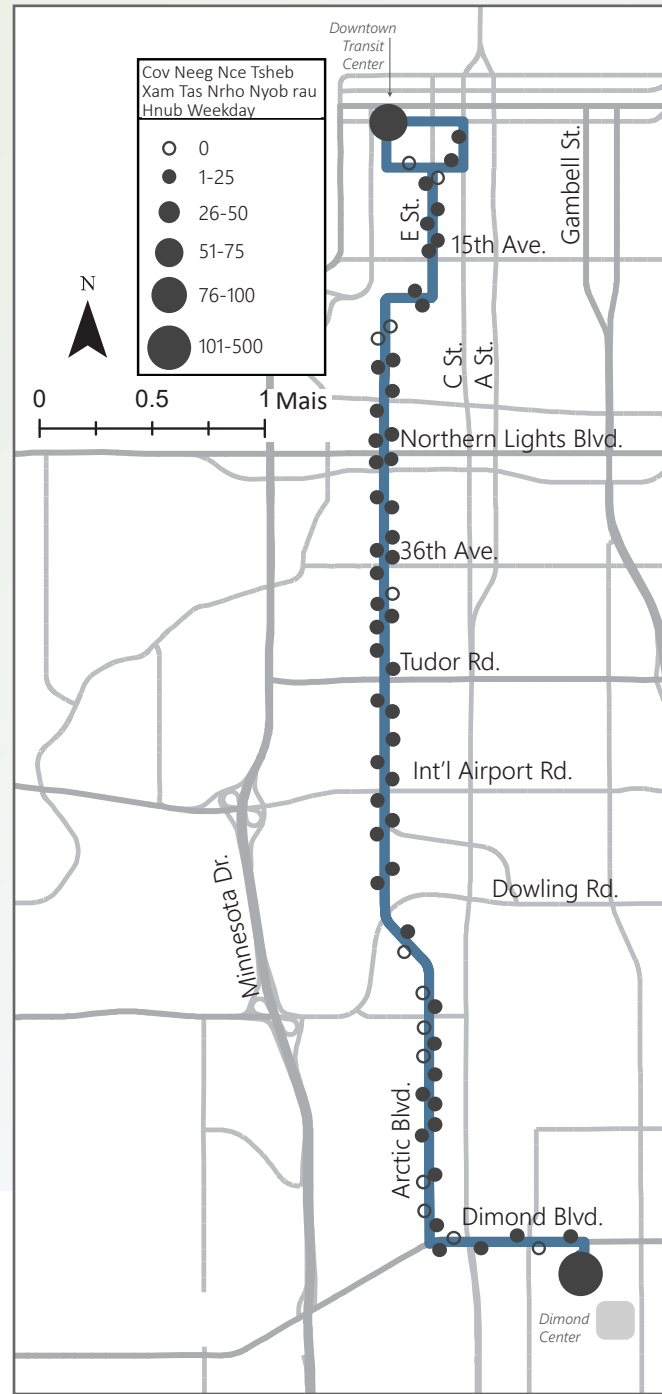 Downtown
Transit
Center
Cov Neeg Nce Tsheb
Xam Tas Nrho Nyob rau
Hnub Weekday
0
1-25
26-50
51-75
76-100
101-500
N
0 0.5 1 Mais
E St.
Gambell St.
15th Ave.
C St.
A St.
Northern Lights Blvd.
36th Ave.
Tudor Rd.
Int'l Airport Rd.
Dowling Rd.
Minnesota Dr.
Arctic Blvd.
Dimond Blvd.
Dimond
Center